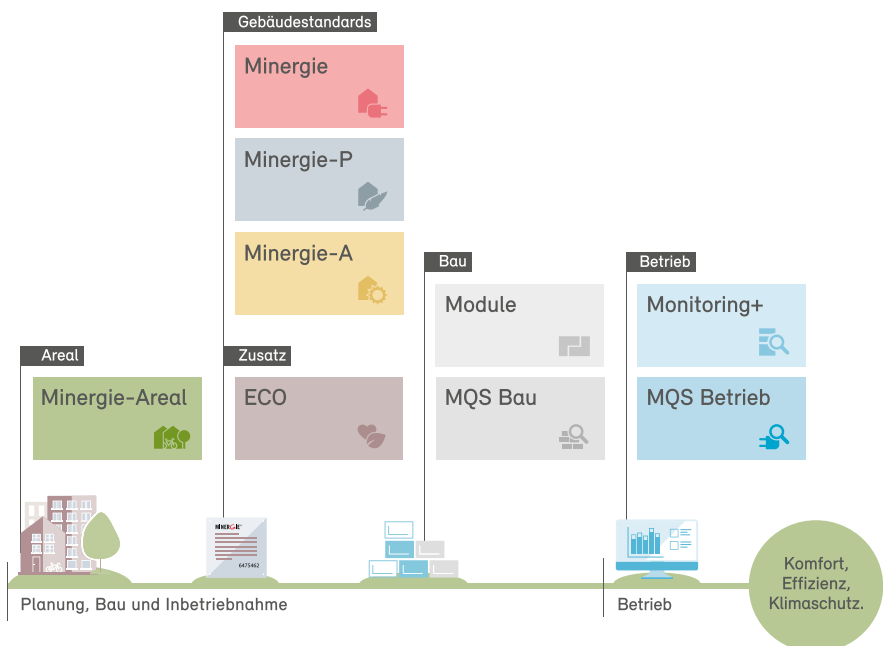 Gebäudestandards
Minergie
Minergie-P
Minergie-A
Bau
Module
MQS Bau
Betrieb
Monitoring+
MQS Betrieb
Areal
Minergie-Areal
Zusatz
ECO
MINERGIE®
6475462
Planung, Bau und Inbetriebnahme
Betrieb
Komfort,
Effizienz,
Klimaschutz.